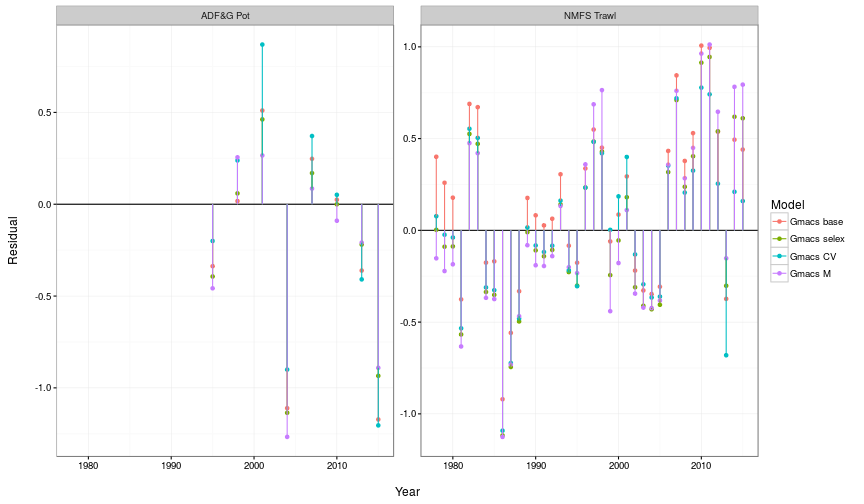 ADF&G Pot
NMFS Trawl
Residual
0.5
0.0
-0.5
-1.0
1.0
0.5
0.0
-0.5
-1.0
1980
1990
2000
2010
1980
1990
2000
2010
Year
Model
Gmacs base
Gmacs selex
Gmacs CV
Gmacs M